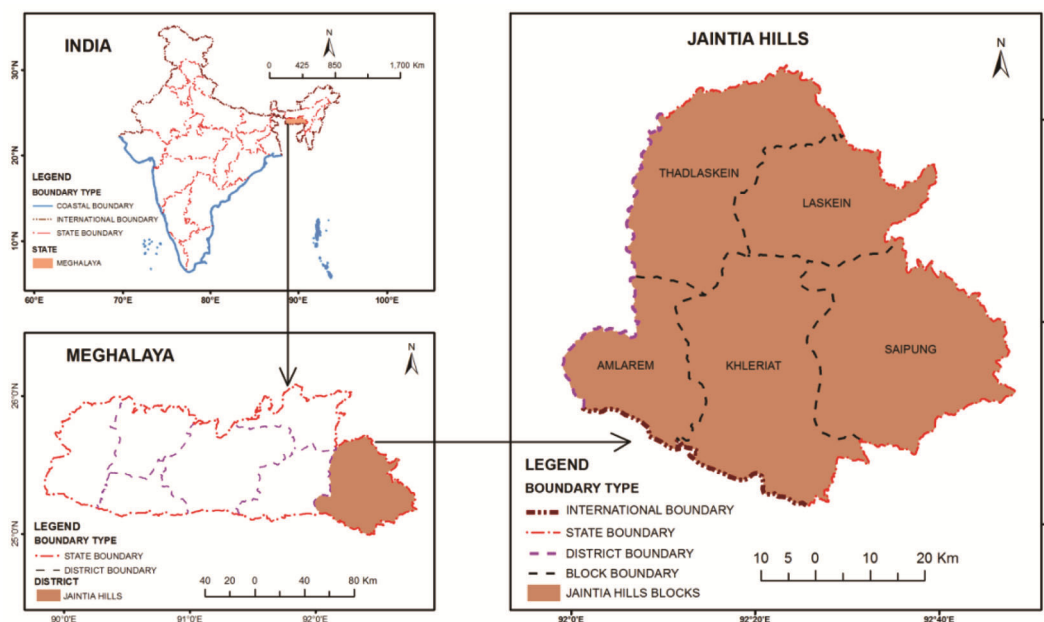 INDIA
N
0 425 850 1,700 Km
30°N
20°N
10°N
LEGEND
BOUNDARY TYPE
COASTAL BOUNDARY
INTERNATIONAL BOUNDARY
STATE BOUNDARY
STATE
MEGHALAYA
60°E 70°E 80°E 90°E 100°E
MEGHALAYA
N
26°0'N
25°0'N
LEGEND
BOUNDARY TYPE
STATE BOUNDARY
DISTRICT BOUNDARY
DISTRICT
JAINTIA HILLS
40 20 0 40 80 Km
90°0'E 91°0'E 92°0'E
JAINTIA HILLS
N
THADLASKEIN
LASKEIN
AMLAREM
KHLERIAT
SAIPUNG
LEGEND
BOUNDARY TYPE
INTERNATIONAL BOUNDARY
STATE BOUNDARY
DISTRICT BOUNDARY
BLOCK BOUNDARY
JAINTIA HILLS BLOCKS
10 5 0 10 20 Km
92°0'E 92°20'E 92°40'E